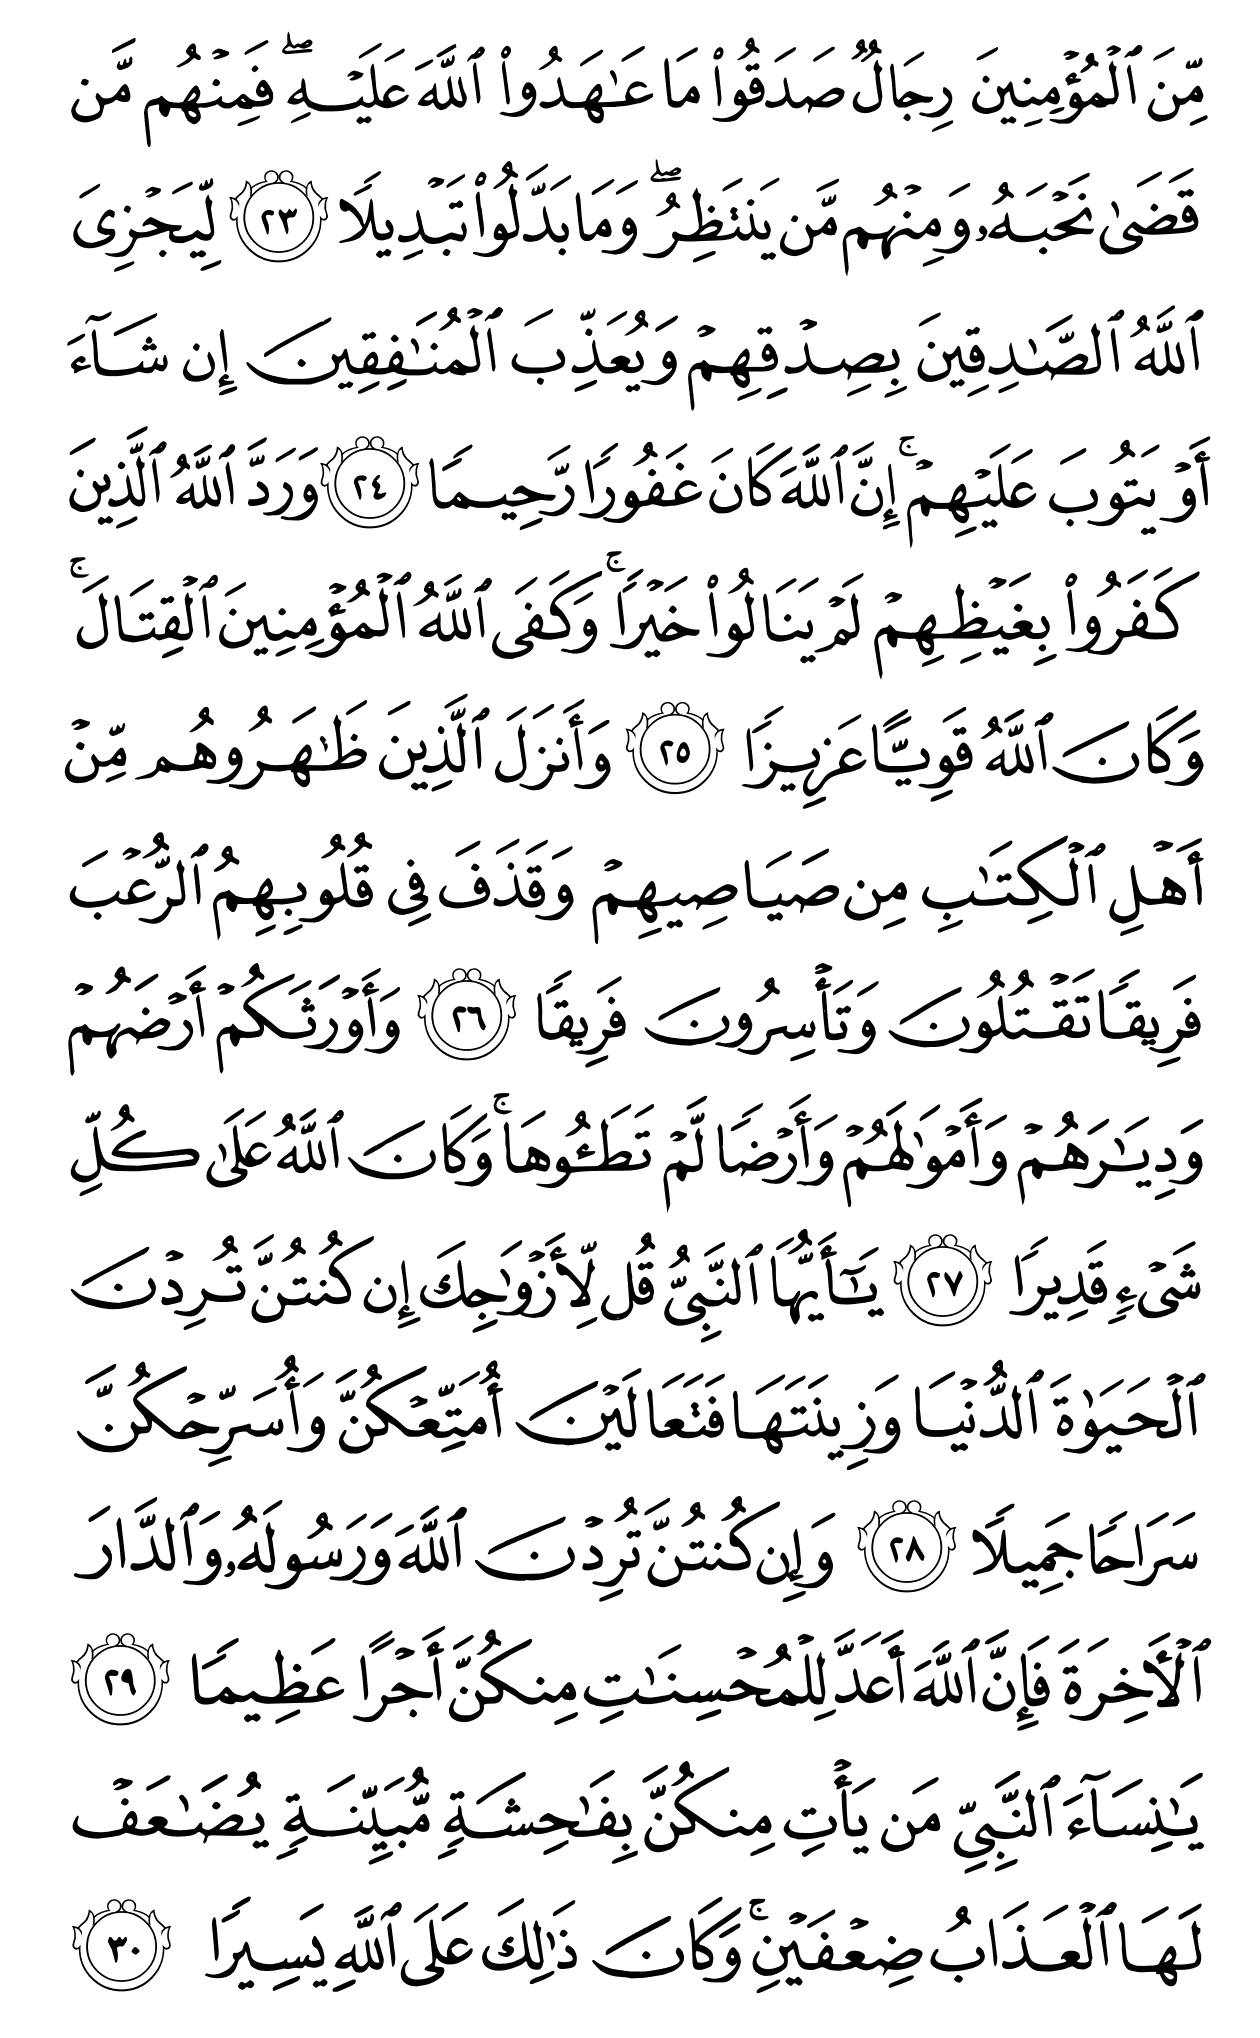 مِّنَ ٱلْمُؤْمِنِينَ رِجَالٌ صَدَقُوا۟ مَا عَـٰهَدُوا۟ ٱللَّهَ عَلَيْهِ ۖ فَمِنْهُم مَّن
قَضَىٰ نَحْبَهُۥ وَمِنْهُم مَّن يَنتَظِرُ ۖ وَمَا بَدَّلُوا۟ تَبْدِيلًا ٢٣ لِّيَجْزِىَ
ٱللَّهُ ٱلصَّـٰدِقِينَ بِصِدْقِهِمْ وَيُعَذِّبَ ٱلْمُنَـٰفِقِينَ إِن شَآءَ
أَوْ يَتُوبَ عَلَيْهِمْ ۚ إِنَّ ٱللَّهَ كَانَ غَفُورًا رَّحِيمًا ٢٤ وَرَدَّ ٱللَّهُ ٱلَّذِينَ
كَفَرُوا۟ بِغَيْظِهِمْ لَمْ يَنَالُوا۟ خَيْرًا ۚ وَكَفَى ٱللَّهُ ٱلْمُؤْمِنِينَ ٱلْقِتَالَ ۚ
وَكَانَ ٱللَّهُ قَوِيًّا عَزِيزًا ٢٥ وَأَنزَلَ ٱلَّذِينَ ظَـٰهَرُوهُم مِّنْ
أَهْلِ ٱلْكِتَـٰبِ مِن صَيَاصِيهِمْ وَقَذَفَ فِى قُلُوبِهِمُ ٱلرُّعْبَ
فَرِيقًا تَقْتُلُونَ وَتَأْسِرُونَ فَرِيقًا ٢٦ وَأَوْرَثَكُمْ أَرْضَهُمْ
وَدِيَـٰرَهُمْ وَأَمْوَٰلَهُمْ وَأَرْضًا لَّمْ تَطَـُٔوهَا ۚ وَكَانَ ٱللَّهُ عَلَىٰ كُلِّ
شَىْءٍ قَدِيرًا ٢٧ يَـٰٓأَيُّهَا ٱلنَّبِىُّ قُل لِّأَزْوَٰجِكَ إِن كُنتُنَّ تُرِدْنَ
ٱلْحَيَوٰةَ ٱلدُّنْيَا وَزِينَتَهَا فَتَعَالَيْنَ أُمَتِّعْكُنَّ وَأُسَرِّحْكُنَّ
سَرَاحًا جَمِيلًا ٢٨ وَإِن كُنتُنَّ تُرِدْنَ ٱللَّهَ وَرَسُولَهُۥ وَٱلدَّارَ
ٱلْـَٔاخِرَةَ فَإِنَّ ٱللَّهَ أَعَدَّ لِلْمُحْسِنَـٰتِ مِنكُنَّ أَجْرًا عَظِيمًا ٢٩
يَـٰنِسَآءَ ٱلنَّبِىِّ مَن يَأْتِ مِنكُنَّ بِفَـٰحِشَةٍ مُّبَيِّنَةٍ يُضَـٰعَفْ
لَهَا ٱلْعَذَابُ ضِعْفَيْنِ ۚ وَكَانَ ذَٰلِكَ عَلَى ٱللَّهِ يَسِيرًا ٣٠